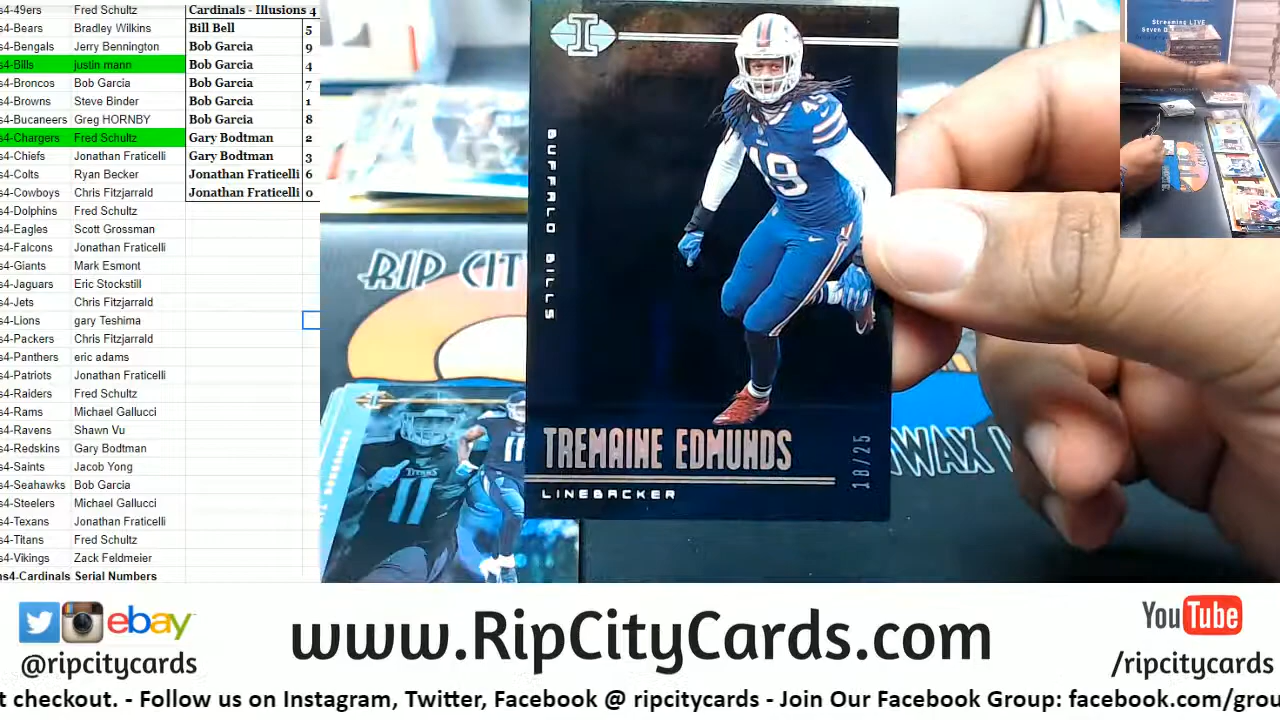 s4-49ers Fred Schultz Cardinals - Illusions 4
s4-Bears Bradley Wilkins Bill Bell 5
s4-Bengals Jerry Bennington Bob Garcia 9
s4-Bills justin mann Bob Garcia 4
s4-Broncos Bob Garcia Bob Garcia 7
s4-Browns Steve Binder Bob Garcia 1
s4-Bucaneers Greg HORNBY Bob Garcia 8
s4-Chargers Fred Schultz Gary Bodtman 2
s4-Chiefs Jonathan Fraticelli Gary Bodtman 3
s4-Colts Ryan Becker Jonathan Fraticelli 6
s4-Cowboys Chris Fitzjarrald Jonathan Fraticelli 0
s4-Dolphins Fred Schultz
s4-Eagles Scott Grossman
s4-Falcons Jonathan Fraticelli
s4-Giants Mark Esmont
s4-Jaguars Eric Stockstill
s4-Jets Chris Fitzjarrald
s4-Lions gary Teshima
s4-Packers Chris Fitzjarrald
s4-Panthers eric adams
s4-Patriots Jonathan Fraticelli
s4-Raiders Fred Schultz
s4-Rams Michael Gallucci
s4-Ravens Shawn Vu
s4-Redskins Gary Bodtman
s4-Saints Jacob Yong
s4-Seahawks Bob Garcia
s4-Steelers Michael Gallucci
s4-Texans Jonathan Fraticelli
s4-Titans Fred Schultz
s4-Vikings Zack Feldmeier
ns4-Cardinals Serial Numbers
I
BUFFALO BILLS
49
49
TREMAINE EDMUNDS
LINEBACKER
18/25
RIP CIT
WAX
TITANS
11
11
Streaming LIVE
ebay
@ripcitycards
www.RipCityCards.com
YouTube
/ripcitycards
t checkout. - Follow us on Instagram, Twitter, Facebook @ ripcitycards - Join Our Facebook Group: facebook.com/grou